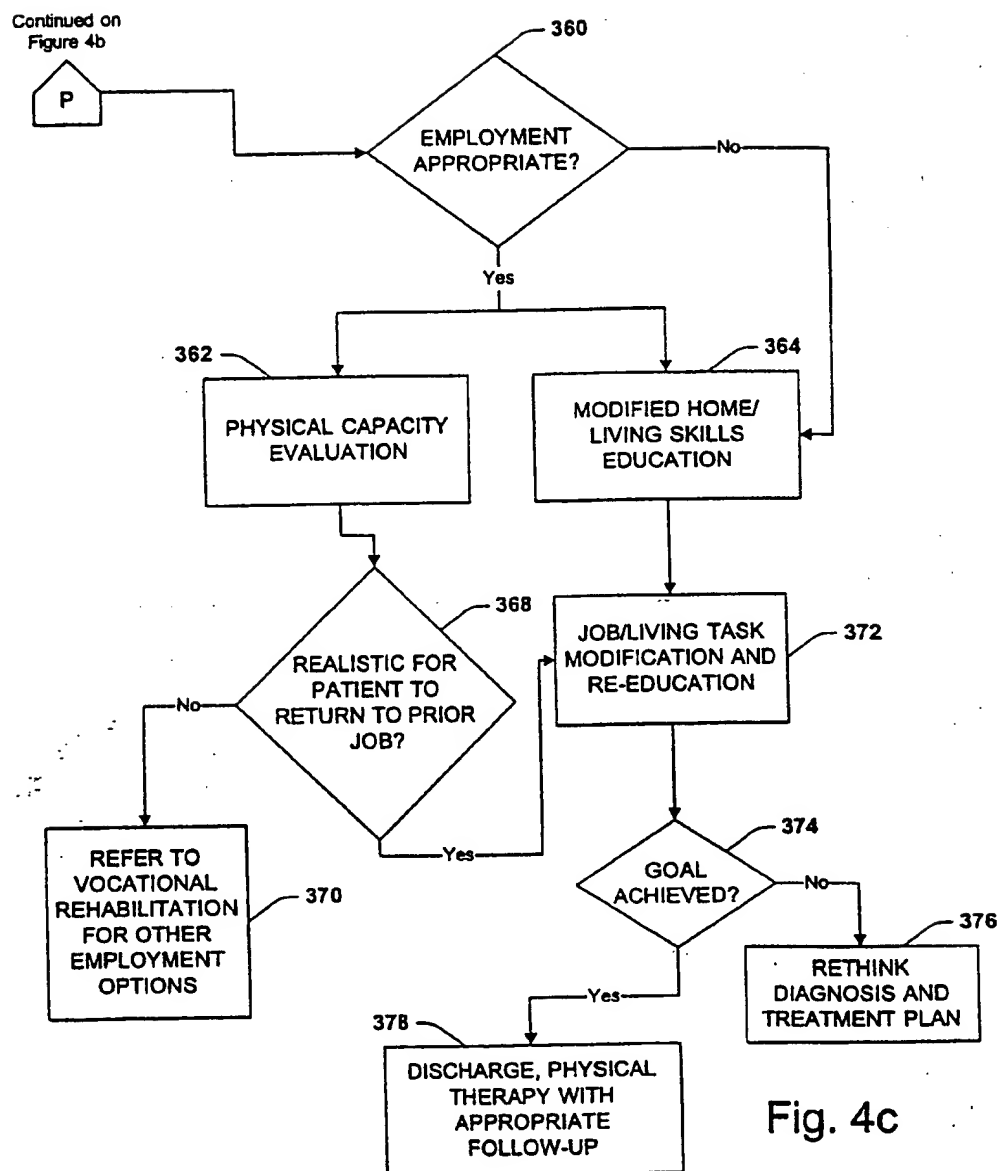 Continued on
Figure 4b
P
360
EMPLOYMENT
APPROPRIATE?
No
Yes
362
PHYSICAL CAPACITY
EVALUATION
364
MODIFIED HOME/
LIVING SKILLS
EDUCATION
368
REALISTIC FOR
PATIENT TO
RETURN TO PRIOR
JOB?
No
Yes
JOB/LIVING TASK
MODIFICATION AND
RE-EDUCATION
372
REFER TO
VOCATIONAL
REHABILITATION
FOR OTHER
EMPLOYMENT
OPTIONS
370
374
GOAL
ACHIEVED?
No
Yes
376
RETHINK
DIAGNOSIS AND
TREATMENT PLAN
378
DISCHARGE, PHYSICAL
THERAPY WITH
APPROPRIATE
FOLLOW-UP
Fig. 4c